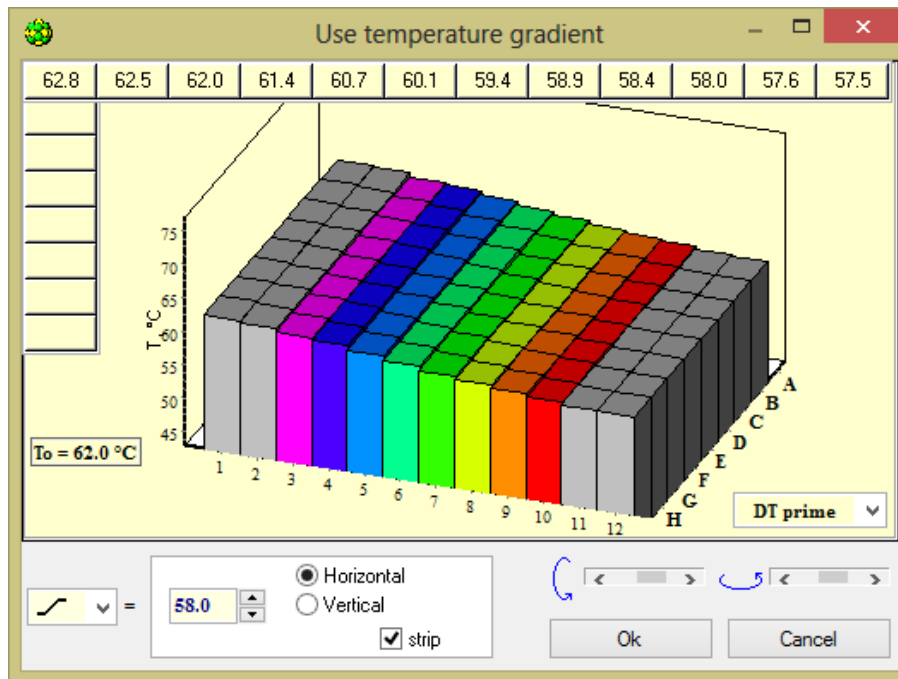 Use temperature gradient
62.8 62.5 62.0 61.4 60.7 60.1 59.4 58.9 58.4 58.0 57.6 57.5
75
70
65
60
55
50
45
T, °C
To = 62.0 °C
1 2 3 4 5 6 7 8 9 10 11 12
A
B
C
D
E
F
G
H
DT prime
= 58.0
Horizontal
Vertical
strip
Ok Cancel